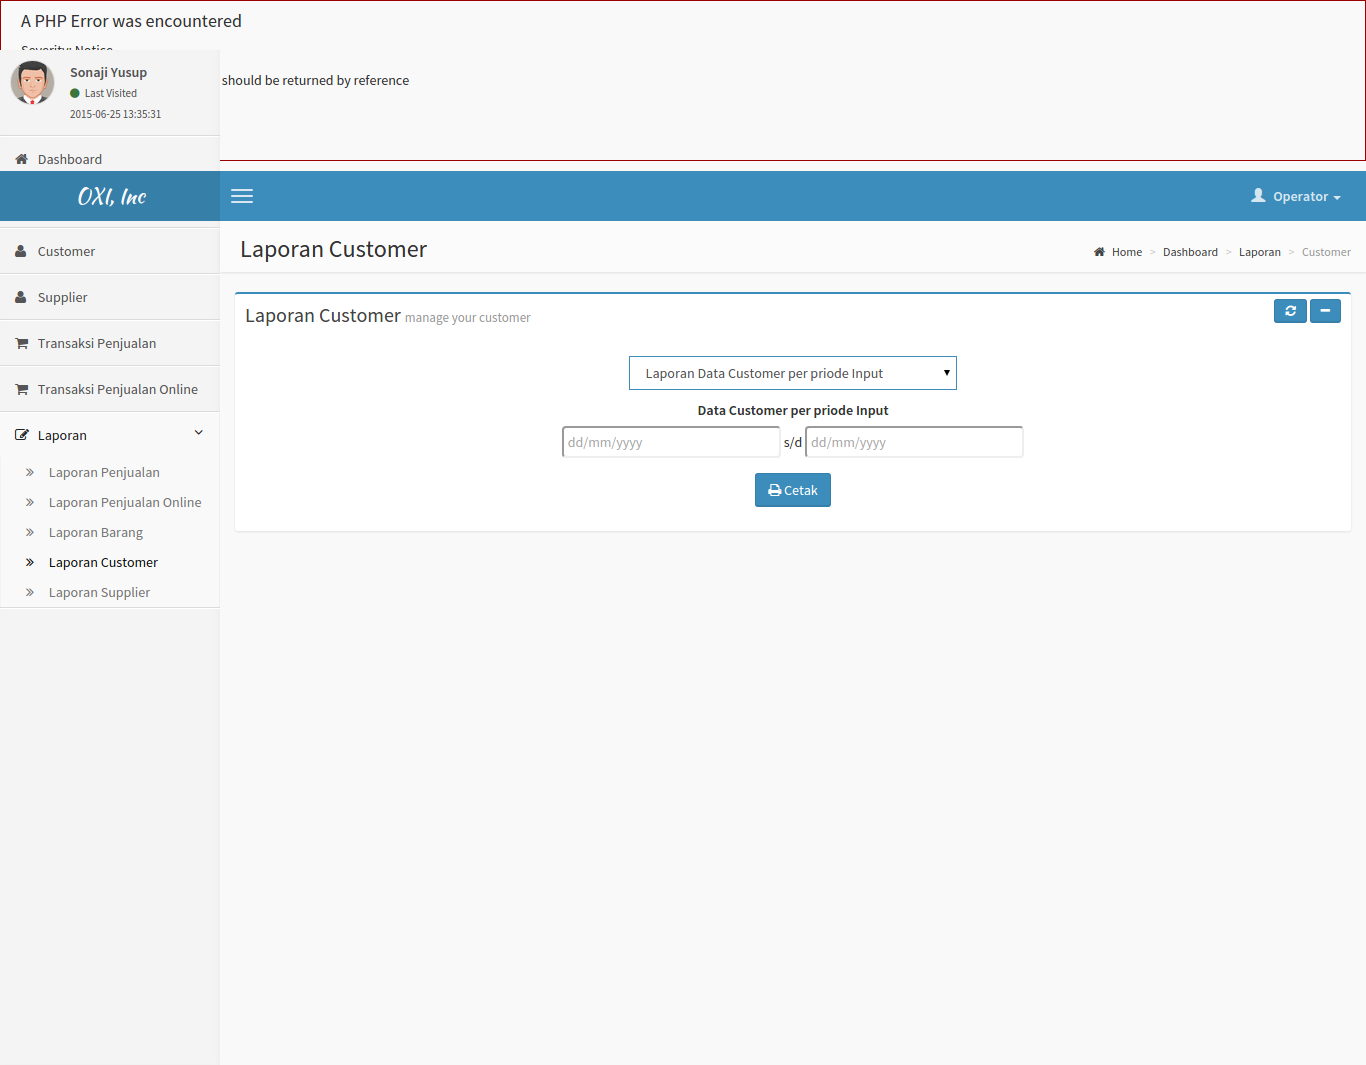 A PHP Error was encountered
Severity: Notice
should be returned by reference
Sonaji Yusup
Last Visited
2015-06-25 13:35:31
Dashboard
OXI, Inc
Operator
Customer
Supplier
Transaksi Penjualan
Transaksi Penjualan Online
Laporan
Laporan Penjualan
Laporan Penjualan Online
Laporan Barang
Laporan Customer
Laporan Supplier
Laporan Customer
Home > Dashboard > Laporan > Customer
Laporan Customer manage your customer
Laporan Data Customer per priode Input
Data Customer per priode Input
dd/mm/yyyy s/d dd/mm/yyyy
Cetak